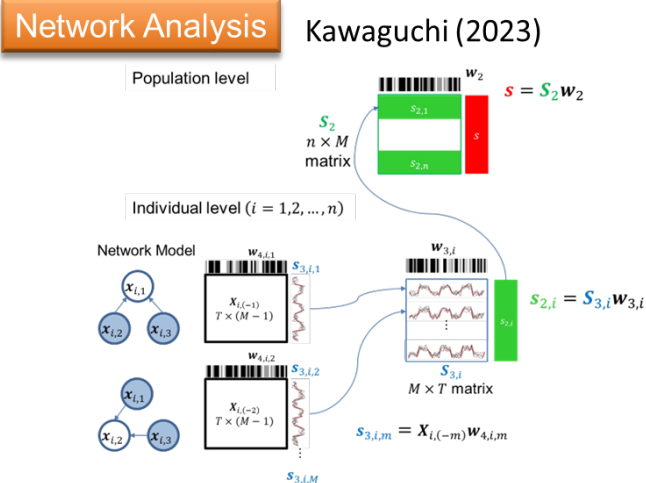 Network Analysis
Kawaguchi (2023)
Population level
w₂
s₂,₁
s
s₂,ₙ
S₂
n × M
matrix
s = S₂w₂
Individual level (i = 1,2, … , n)
Network Model
w₄,ᵢ,₁
s₃,ᵢ,₁
xᵢ,₁
xᵢ,₂
xᵢ,₃
Xᵢ,(₋₁)
T × (M − 1)
w₃,ᵢ
⋮
S₃,ᵢ
M × T matrix
s₂,ᵢ
s₂,ᵢ = S₃,ᵢw₃,ᵢ
w₄,ᵢ,₂
s₃,ᵢ,₂
xᵢ,₁
xᵢ,₂
xᵢ,₃
Xᵢ,(₋₂)
T × (M − 1)
s₃,ᵢ,ₘ = Xᵢ,(₋ₘ)w₄,ᵢ,ₘ
⋮
s₃,ᵢ,M